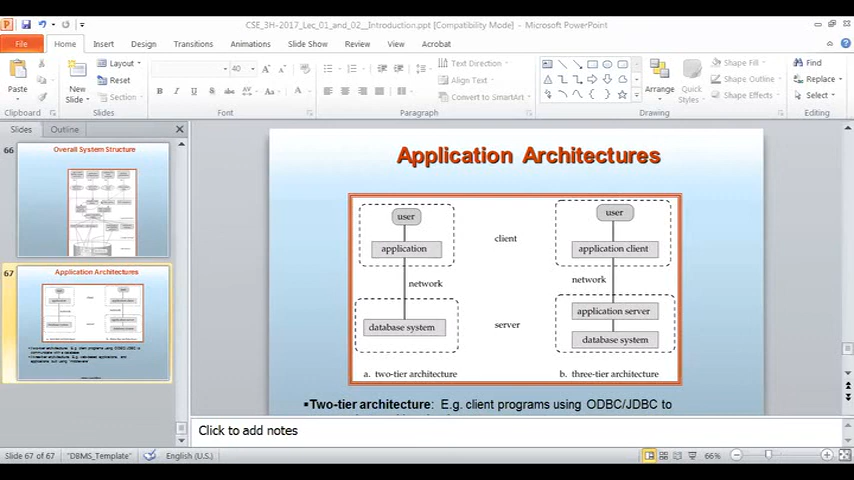 CSE_3H-2017_Lec_01_and_02__Introduction.ppt [Compatibility Mode] - Microsoft PowerPoint
File Home Insert Design Transitions Animations Slide Show Review View Acrobat
Paste
Clipboard
New Slide
Layout
Reset
Section
Slides
40
Font
Paragraph
Text Direction
Align Text
Convert to SmartArt
Drawing
Arrange
Quick Styles
Shape Fill
Shape Outline
Shape Effects
Find
Replace
Select
Editing
Slides Outline
66
Overall System Structure
67
Application Architectures
Application Architectures
user
application
network
database system
a. two-tier architecture
client
server
user
application client
network
application server
database system
b. three-tier architecture
▪Two-tier architecture: E.g. client programs using ODBC/JDBC to
Click to add notes
Slide 67 of 67 "DBMS_Template" English (U.S.) 66%